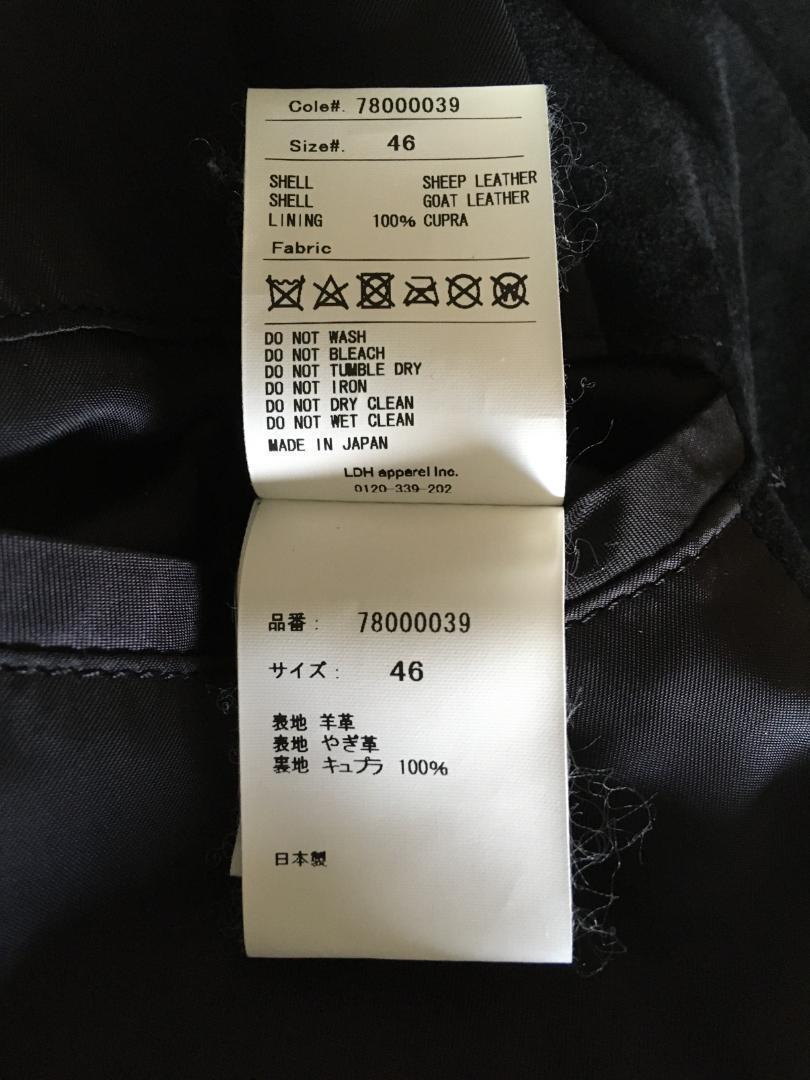 Cole#. 78000039
Size#. 46
SHELL SHEEP LEATHER
SHELL GOAT LEATHER
LINING 100% CUPRA
Fabric
W
DO NOT WASH
DO NOT BLEACH
DO NOT TUMBLE DRY
DO NOT IRON
DO NOT DRY CLEAN
DO NOT WET CLEAN
MADE IN JAPAN
LDH apparel Inc.
0120-339-202
品番: 78000039
サイズ: 46
表地 羊革
表地 やぎ革
裏地 キュプラ 100%
日本製